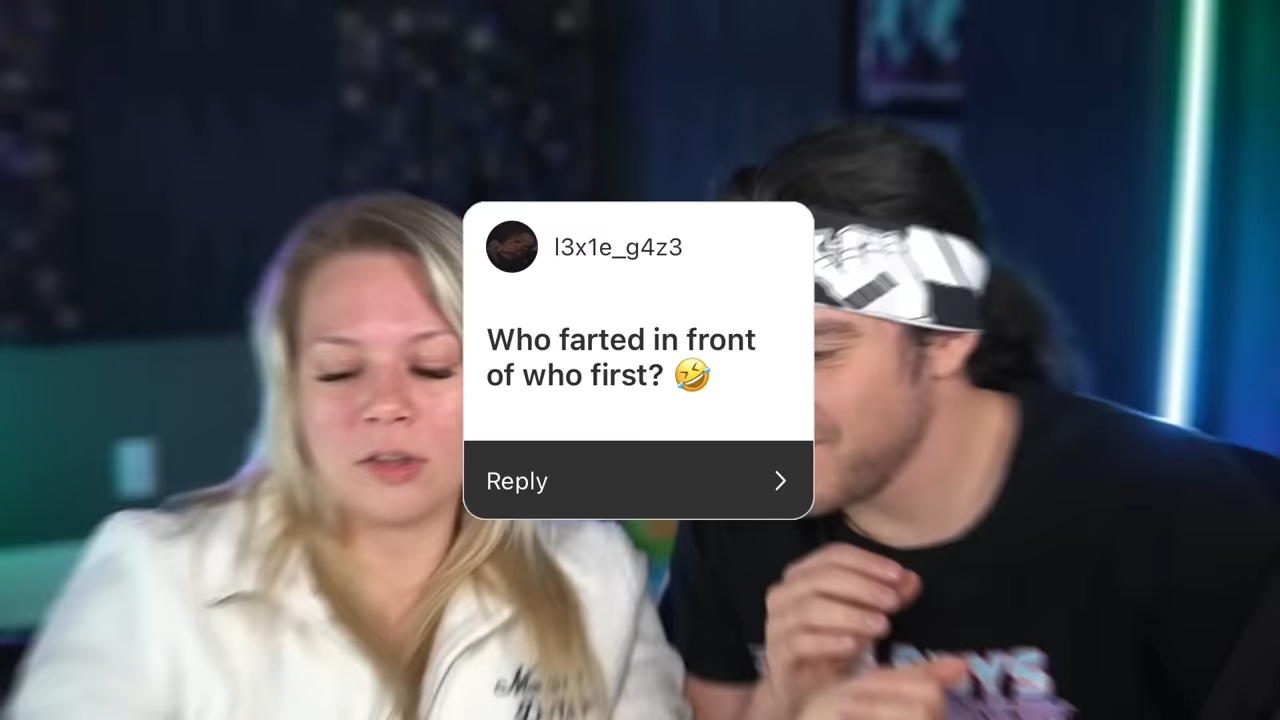 l3x1e_g4z3
Who farted in front
of who first? 🤣
Reply